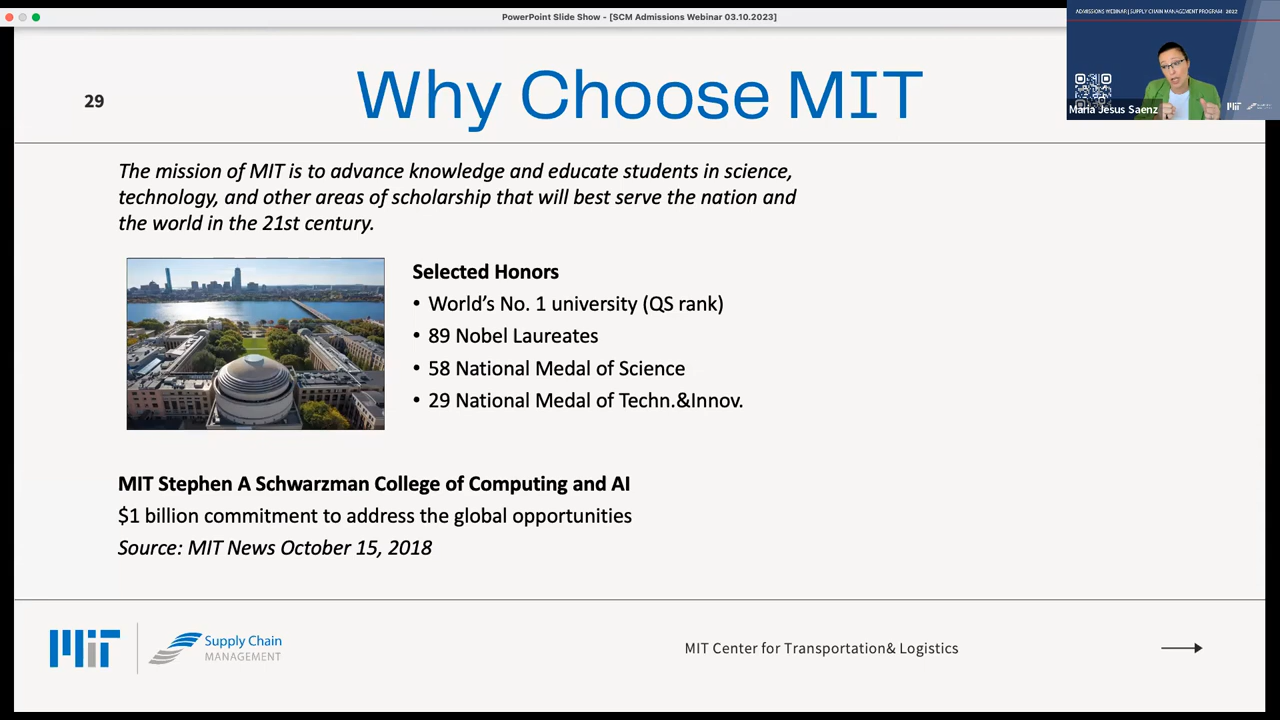 PowerPoint Slide Show - [SCM Admissions Webinar 03.10.2023]
ADMISSIONS WEBINAR | SUPPLY CHAIN MANAGEMENT PROGRAM 2023
Maria Jesus Saenz
29
Why Choose MIT
The mission of MIT is to advance knowledge and educate students in science,
technology, and other areas of scholarship that will best serve the nation and
the world in the 21st century.
Selected Honors
• World's No. 1 university (QS rank)
• 89 Nobel Laureates
• 58 National Medal of Science
• 29 National Medal of Techn.&Innov.
MIT Stephen A Schwarzman College of Computing and AI
$1 billion commitment to address the global opportunities
Source: MIT News October 15, 2018
MIT
Supply Chain
MANAGEMENT
MIT Center for Transportation& Logistics